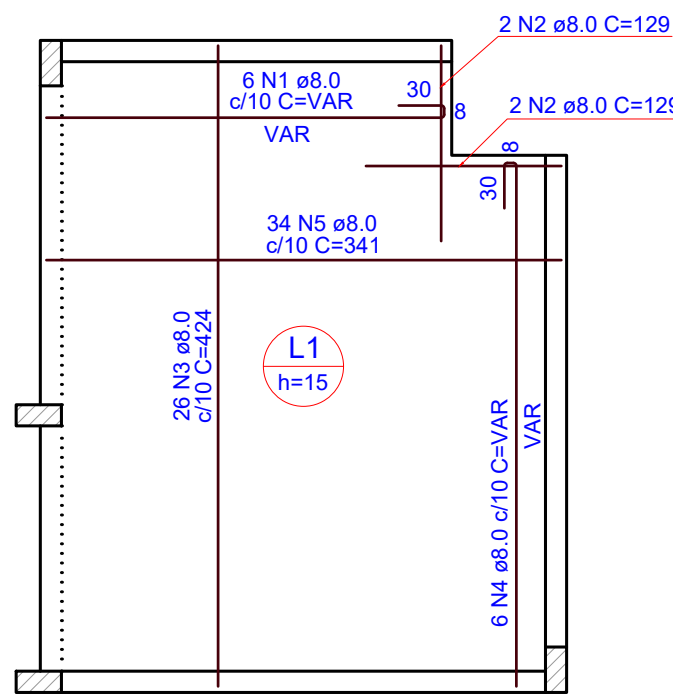 2 N2 ø8.0 C=129
6 N1 ø8.0
c/10 C=VAR
VAR
30
8
2 N2 ø8.0 C=129
8
30
34 N5 ø8.0
c/10 C=341
26 N3 ø8.0
c/10 C=424
L1
h=15
6 N4 ø8.0 c/10 C=VAR
VAR